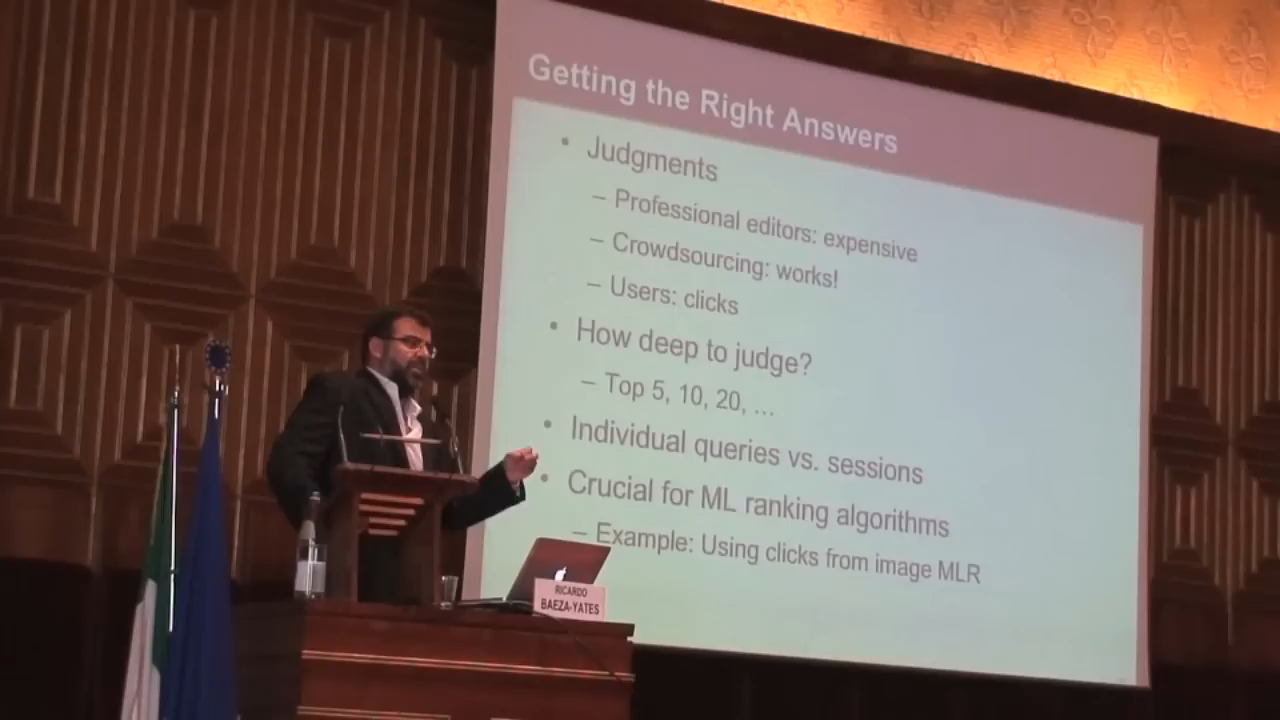 Getting the Right Answers
• Judgments
– Professional editors: expensive
– Crowdsourcing: works!
– Users: clicks
• How deep to judge?
– Top 5, 10, 20, ...
• Individual queries vs. sessions
• Crucial for ML ranking algorithms
– Example: Using clicks from image MLR
RICARDO
BAEZA-YATES